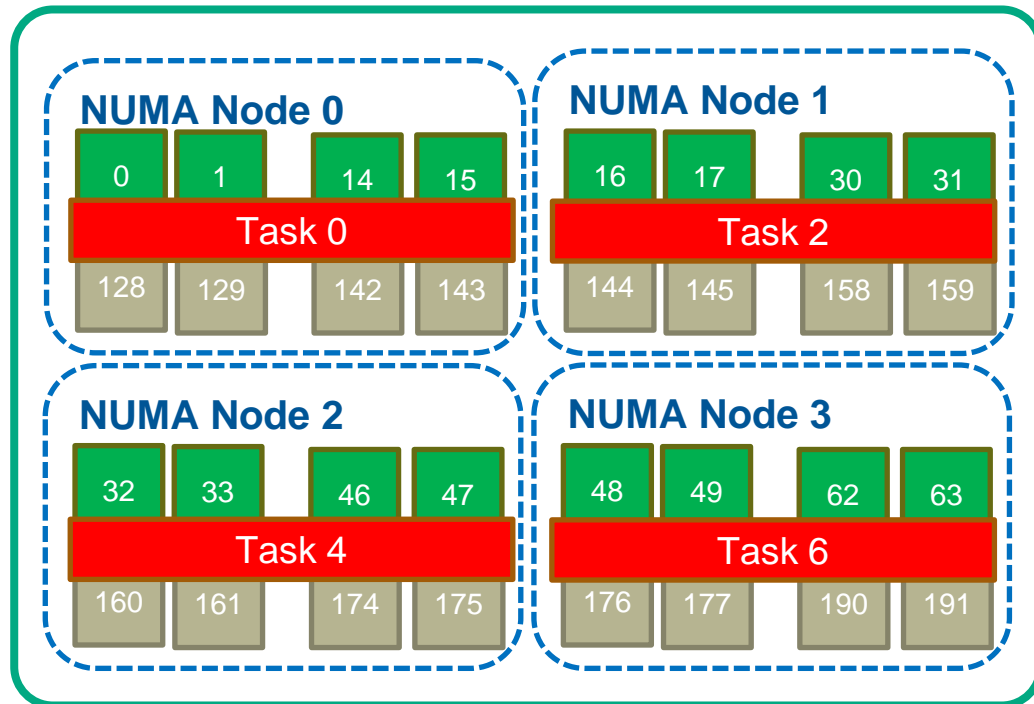 NUMA Node 0
0 1 14 15
Task 0
128 129 142 143
NUMA Node 1
16 17 30 31
Task 2
144 145 158 159
NUMA Node 2
32 33 46 47
Task 4
160 161 174 175
NUMA Node 3
48 49 62 63
Task 6
176 177 190 191